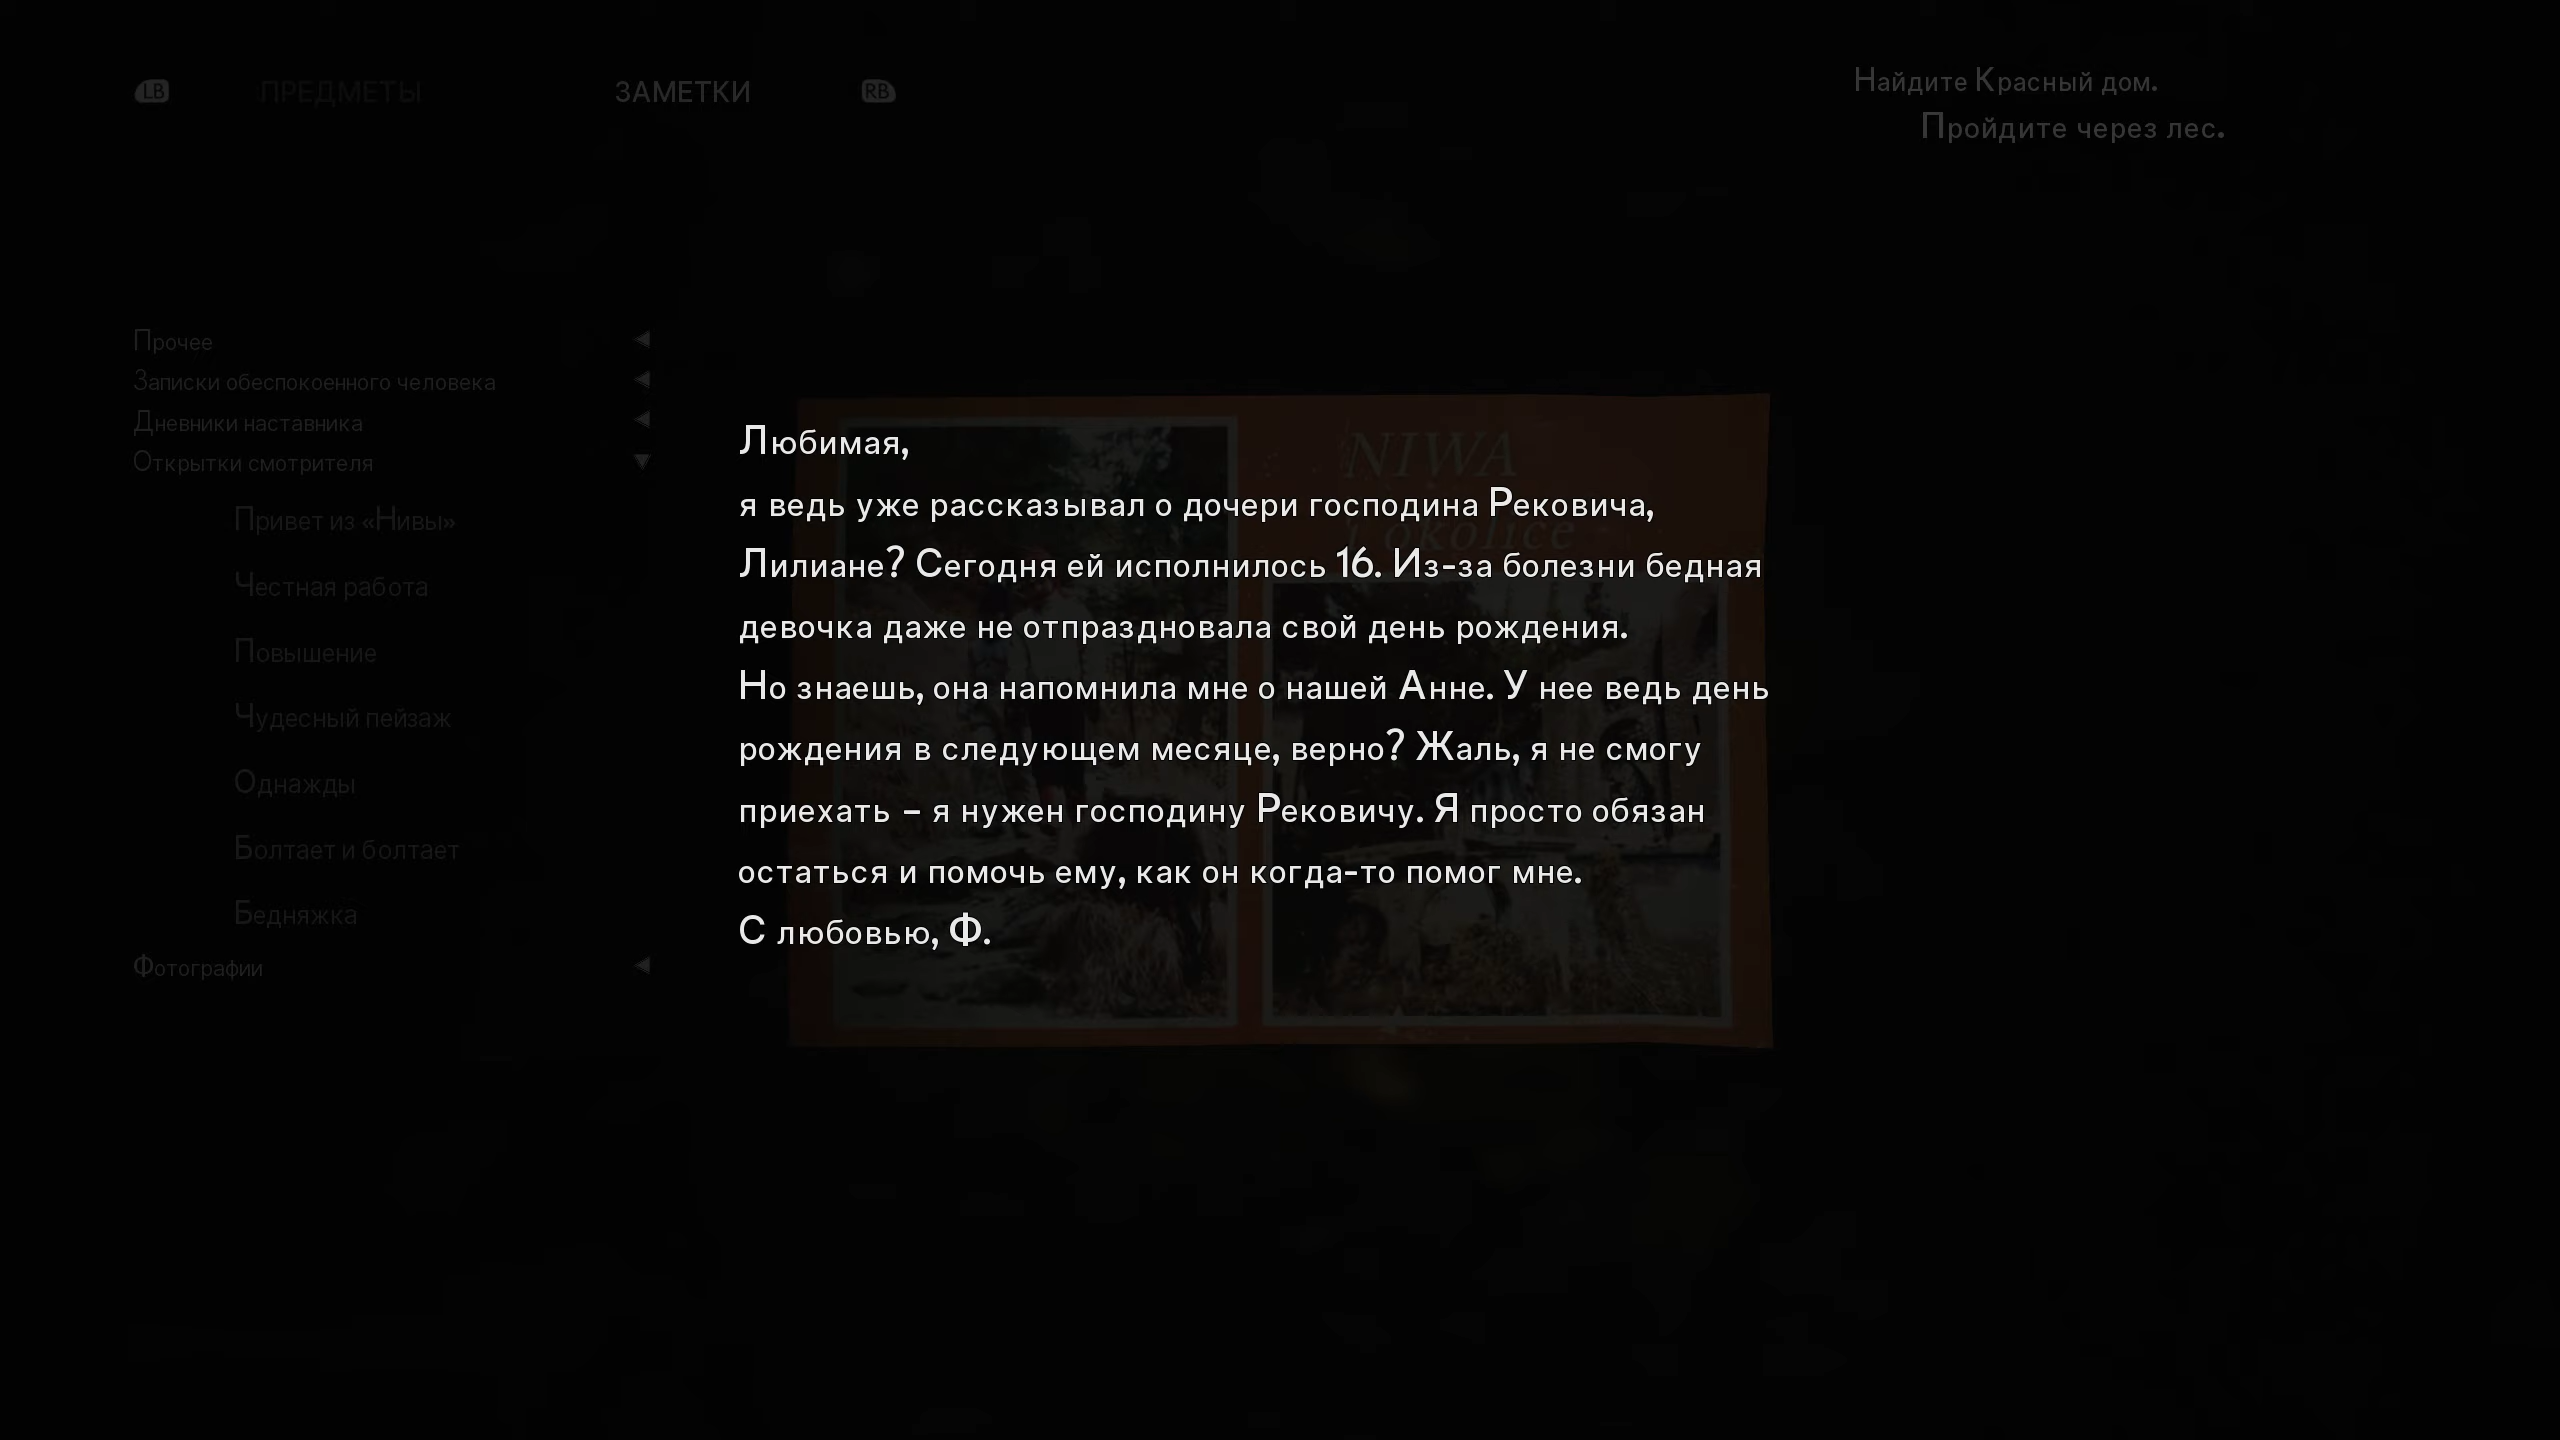 LB ПРЕДМЕТЫ ЗАМЕТКИ RB
Найдите Красный дом.
Пройдите через лес.
Прочее
Записки обеспокоенного человека
Дневники наставника
Открытки смотрителя
Привет из «Нивы»
Честная работа
Повышение
Чудесный пейзаж
Однажды
Болтает и болтает
Бедняжка
Фотографии
NIWA
i okolice
Любимая,
я ведь уже рассказывал о дочери господина Рековича,
Лилиане? Сегодня ей исполнилось 16. Из-за болезни бедная
девочка даже не отпраздновала свой день рождения.
Но знаешь, она напомнила мне о нашей Анне. У нее ведь день
рождения в следующем месяце, верно? Жаль, я не смогу
приехать – я нужен господину Рековичу. Я просто обязан
остаться и помочь ему, как он когда-то помог мне.
С любовью, Ф.